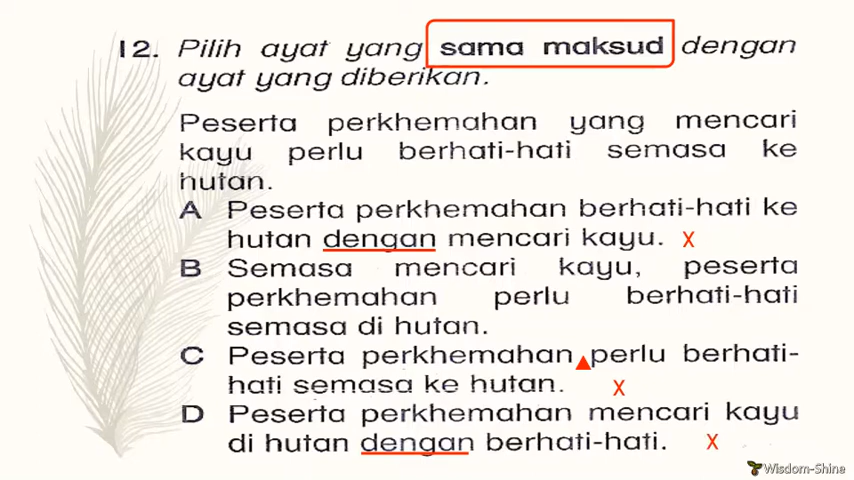 12. Pilih ayat yang sama maksud dengan
ayat yang diberikan.
Peserta perkhemahan yang mencari
kayu perlu berhati-hati semasa ke
hutan.
A Peserta perkhemahan berhati-hati ke
hutan dengan mencari kayu. X
B Semasa mencari kayu, peserta
perkhemahan perlu berhati-hati
semasa di hutan.
C Peserta perkhemahan perlu berhati-
hati semasa ke hutan. X
D Peserta perkhemahan mencari kayu
di hutan dengan berhati-hati. X
Wisdom-Shine